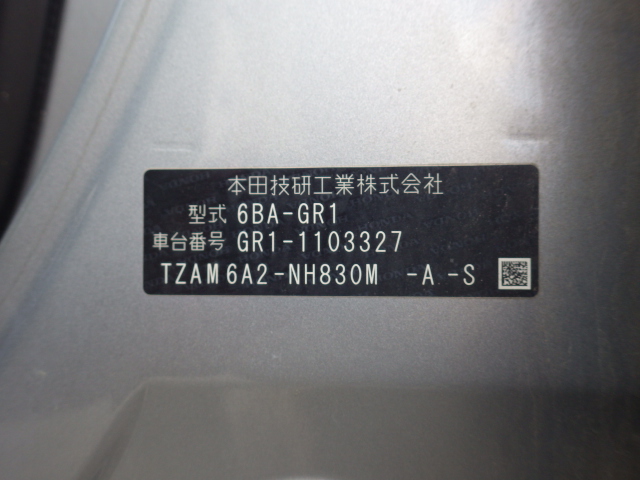 本田技研工業株式会社
型式 6BA-GR1
車台番号 GR1-1103327
TZAM6A2-NH830M -A -S